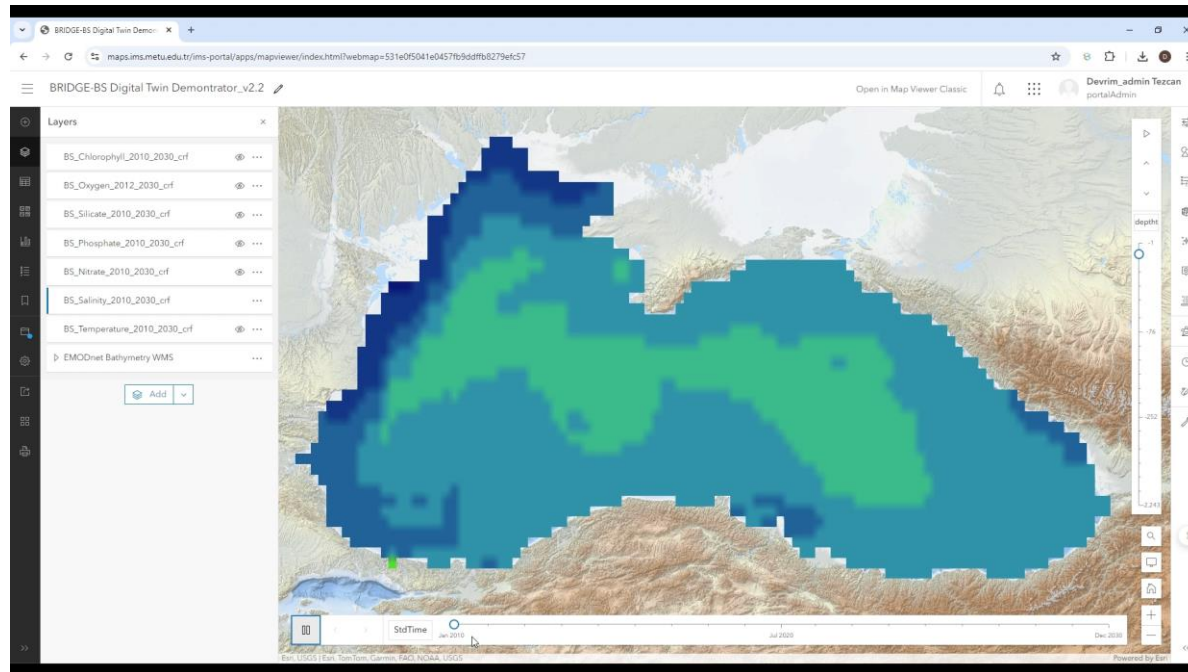 BRIDGE-BS Digital Twin Demon
maps.ims.metu.edu.tr/ims-portal/apps/mapviewer/index.html?webmap=531e0f5041e0457fb9ddffb8279efc57
BRIDGE-BS Digital Twin Demontrator_v2.2
Open in Map Viewer Classic
Devrim_admin Tezcan
portalAdmin
Layers
BS_Chlorophyll_2010_2030_crf
BS_Oxygen_2012_2030_crf
BS_Silicate_2010_2030_crf
BS_Phosphate_2010_2030_crf
BS_Nitrate_2010_2030_crf
BS_Salinity_2010_2030_crf
BS_Temperature_2010_2030_crf
EMODnet Bathymetry WMS
Add
deptht
-1
-76
-252
-2,243
StdTime
Jan 2010
Jul 2020
Dec 2030
Esri, USGS | Esri, TomTom, Garmin, FAO, NOAA, USGS
Powered by Esri